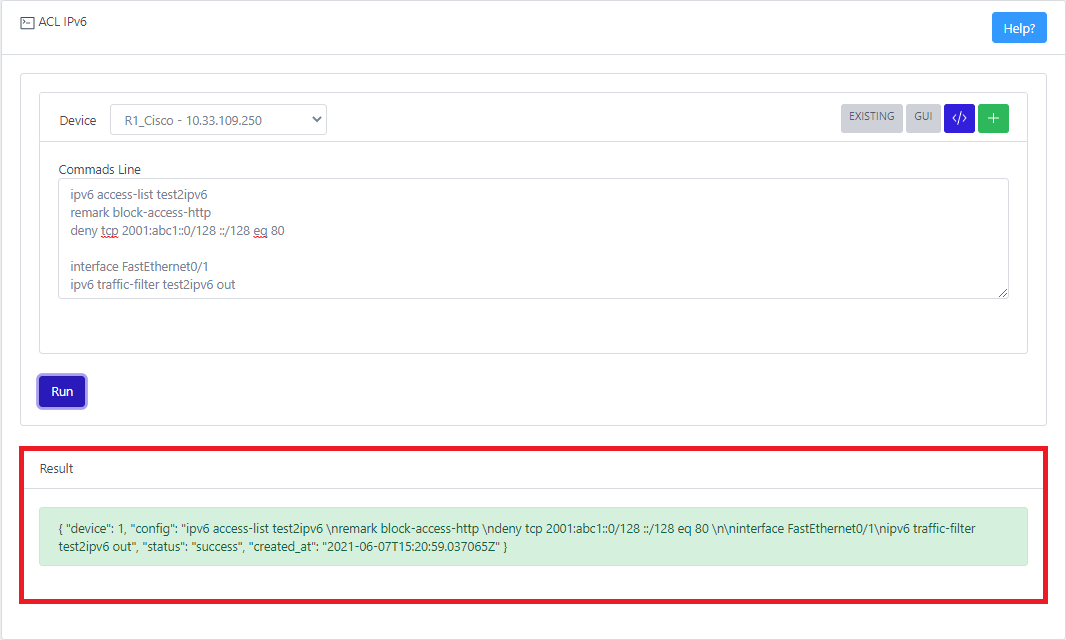 ACL IPv6
Help?
Device
R1_Cisco - 10.33.109.250
EXISTING
GUI
</>
+
Commads Line
ipv6 access-list test2ipv6
remark block-access-http
deny tcp 2001:abc1::0/128 ::/128 eq 80
interface FastEthernet0/1
ipv6 traffic-filter test2ipv6 out
Run
Result
{ "device": 1, "config": "ipv6 access-list test2ipv6 \nremark block-access-http \ndeny tcp 2001:abc1::0/128 ::/128 eq 80 \n\ninterface FastEthernet0/1\nipv6 traffic-filter
test2ipv6 out", "status": "success", "created_at": "2021-06-07T15:20:59.037065Z" }